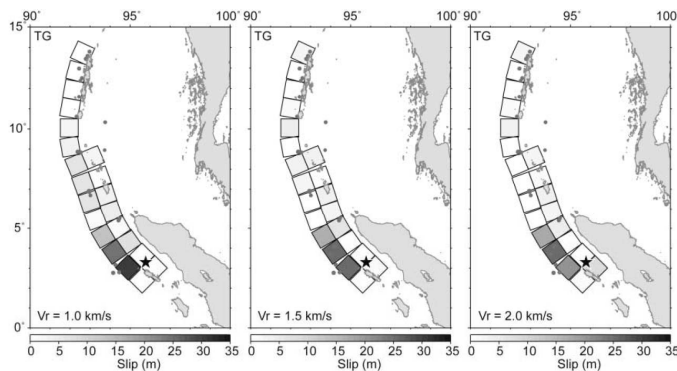 90° 95° 100° 90° 95° 100° 90° 95° 100°
15°
TG TG TG
10°
5°
Vr = 1.0 km/s Vr = 1.5 km/s Vr = 2.0 km/s
0°
0 5 10 15 20 25 30 35 0 5 10 15 20 25 30 35 0 5 10 15 20 25 30 35
Slip (m) Slip (m) Slip (m)